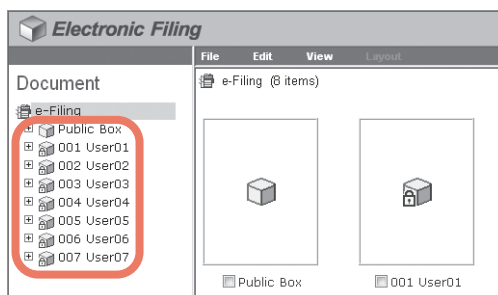 Electronic Filing
File Edit View Layout
Document
e-Filing (8 items)
e-Filing
Public Box
001 User01
002 User02
003 User03
004 User04
005 User05
006 User06
007 User07
Public Box
001 User01